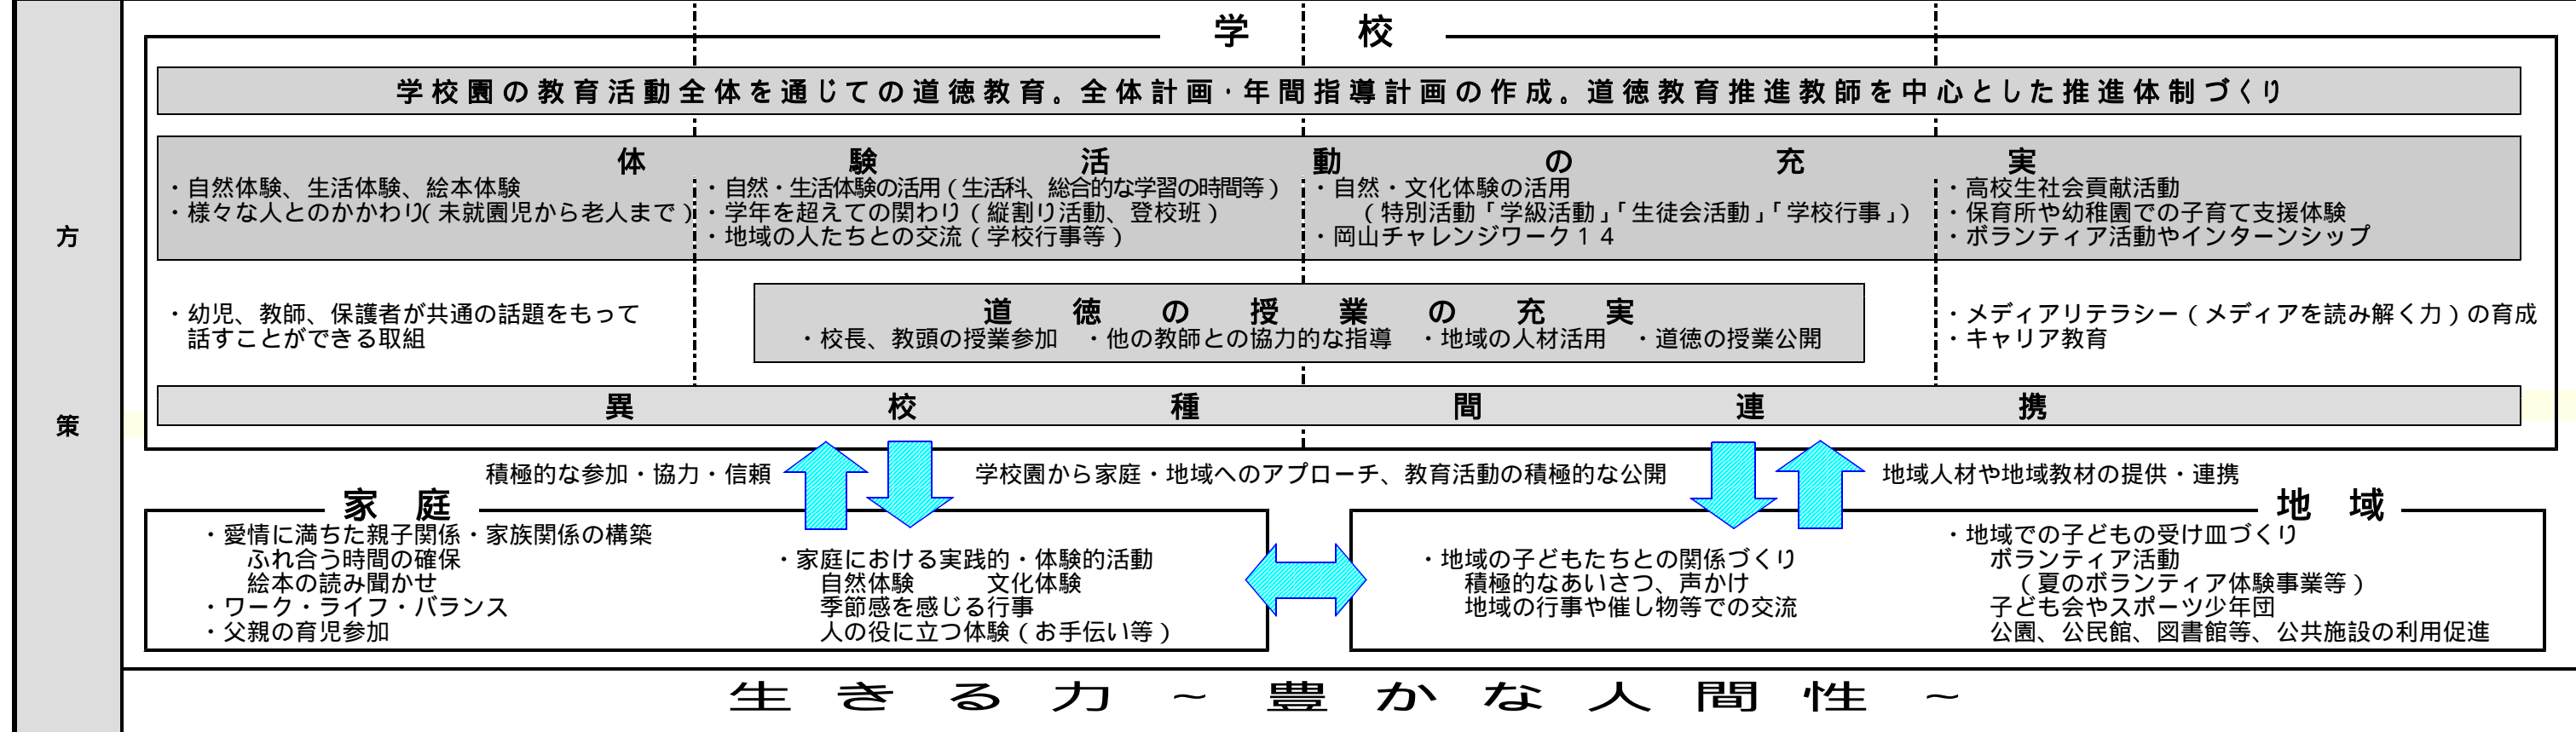 学校
学校園の教育活動全体を通じての道徳教育。全体計画・年間指導計画の作成。道徳教育推進教師を中心とした推進体制づくり
体験活動の充実
・自然体験、生活体験、絵本体験
・様々な人とのかかわり(未就園児から老人まで)
・自然・生活体験の活用(生活科、総合的な学習の時間等)
・学年を超えての関わり(縦割り活動、登校班)
・地域の人たちとの交流(学校行事等)
・自然・文化体験の活用
(特別活動「学級活動」「生徒会活動」「学校行事」)
・岡山チャレンジワーク14
・高校生社会貢献活動
・保育所や幼稚園での子育て支援体験
・ボランティア活動やインターンシップ
方策
・幼児、教師、保護者が共通の話題をもって
話すことができる取組
道徳の授業の充実
・校長、教頭の授業参加 ・他の教師との協力的な指導 ・地域の人材活用 ・道徳の授業公開
・メディアリテラシー(メディアを読み解く力)の育成
・キャリア教育
異校種間連携
積極的な参加・協力・信頼
学校園から家庭・地域へのアプローチ、教育活動の積極的な公開
地域人材や地域教材の提供・連携
家庭
・愛情に満ちた親子関係・家族関係の構築
ふれ合う時間の確保
絵本の読み聞かせ
・ワーク・ライフ・バランス
・父親の育児参加
・家庭における実践的・体験的活動
自然体験 文化体験
季節感を感じる行事
人の役に立つ体験(お手伝い等)
地域
・地域の子どもたちとの関係づくり
積極的なあいさつ、声かけ
地域の行事や催し物等での交流
・地域での子どもの受け皿づくり
ボランティア活動
(夏のボランティア体験事業等)
子ども会やスポーツ少年団
公園、公民館、図書館等、公共施設の利用促進
生きる力~豊かな人間性~